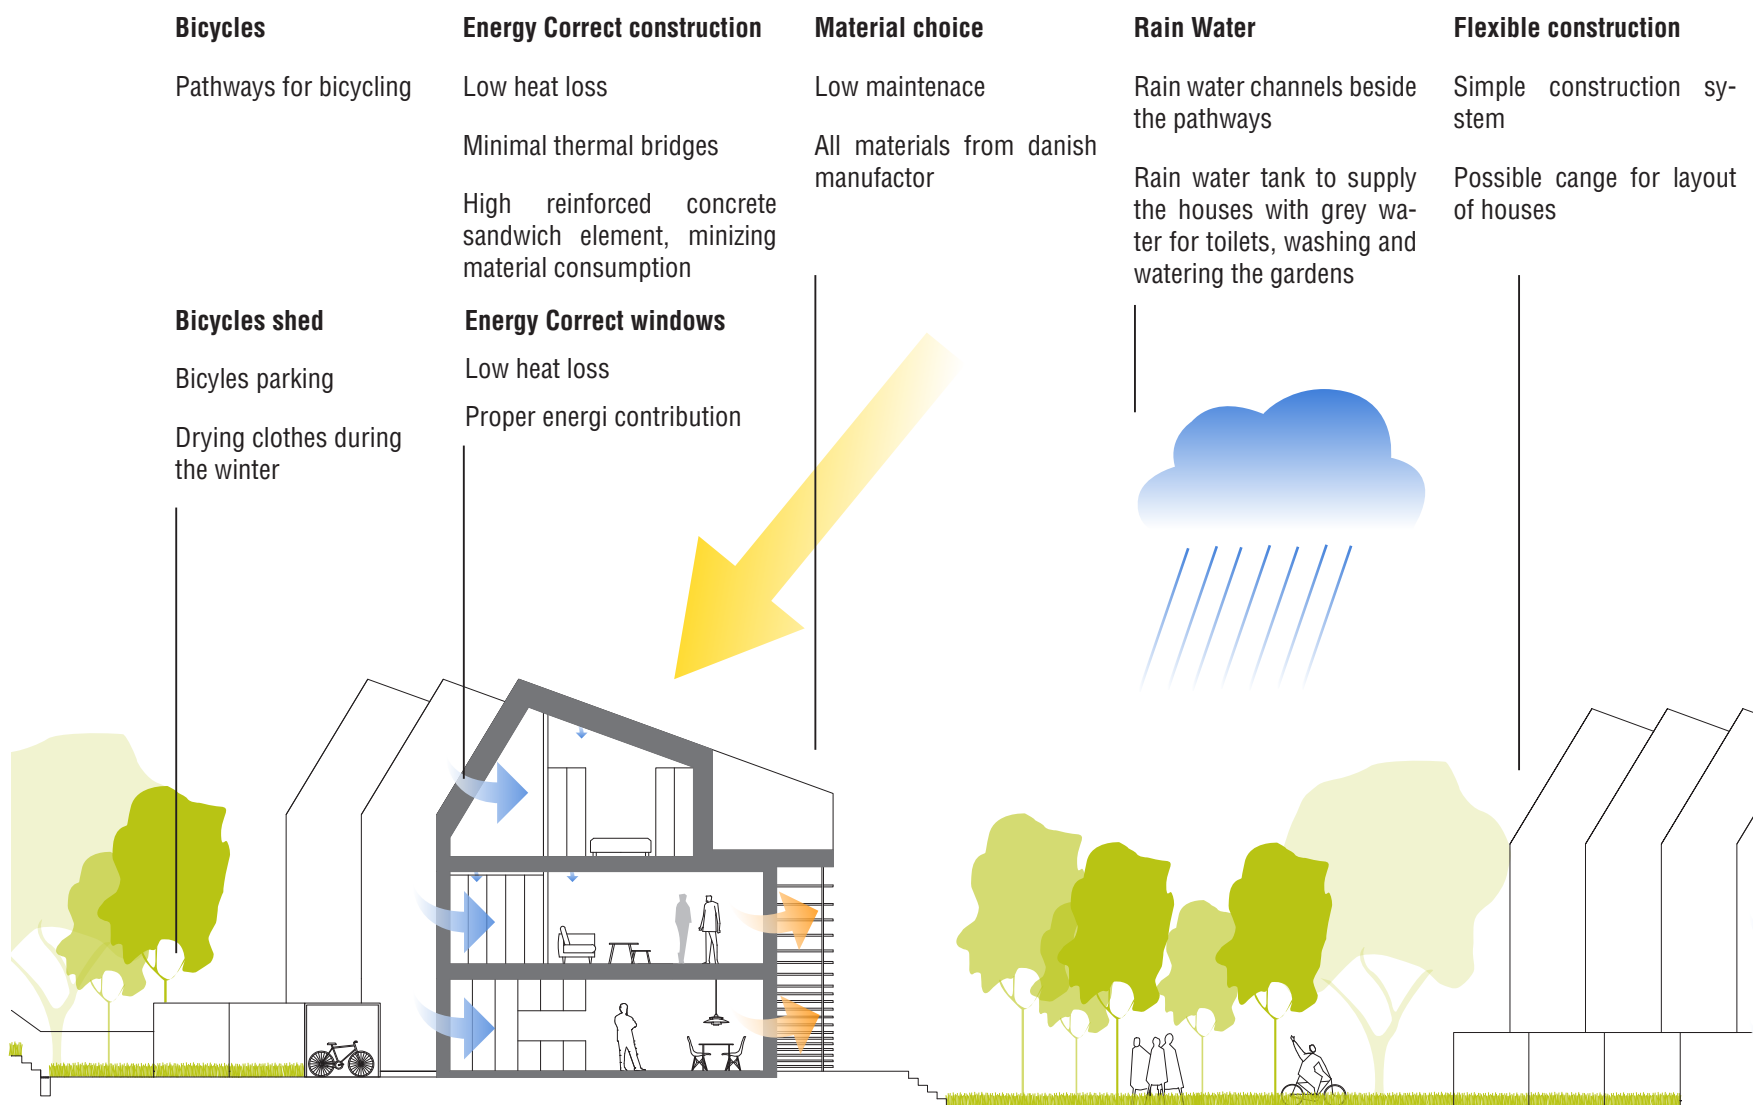 Bicycles
Pathways for bicycling
Bicycles shed
Bicyles parking
Drying clothes during
the winter
Energy Correct construction
Low heat loss
Minimal thermal bridges
High reinforced concrete
sandwich element, minizing
material consumption
Energy Correct windows
Low heat loss
Proper energi contribution
Material choice
Low maintenace
All materials from danish
manufactor
Rain Water
Rain water channels beside
the pathways
Rain water tank to supply
the houses with grey wa-
ter for toilets, washing and
watering the gardens
Flexible construction
Simple construction sy-
stem
Possible cange for layout
of houses